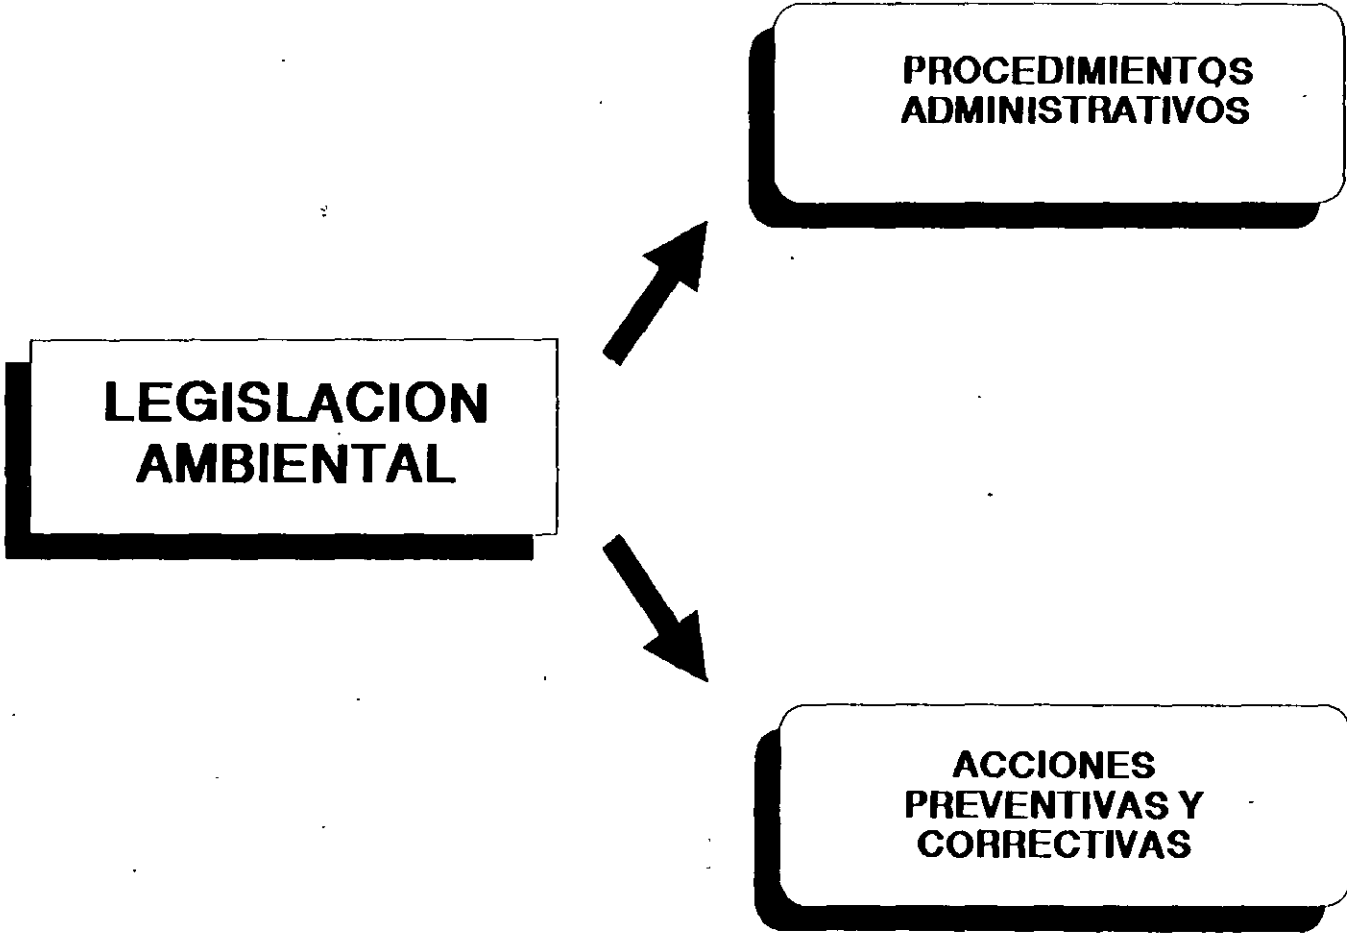 PROCEDIMIENTOS
ADMINISTRATIVOS
LEGISLACION
AMBIENTAL
ACCIONES
PREVENTIVAS Y
CORRECTIVAS